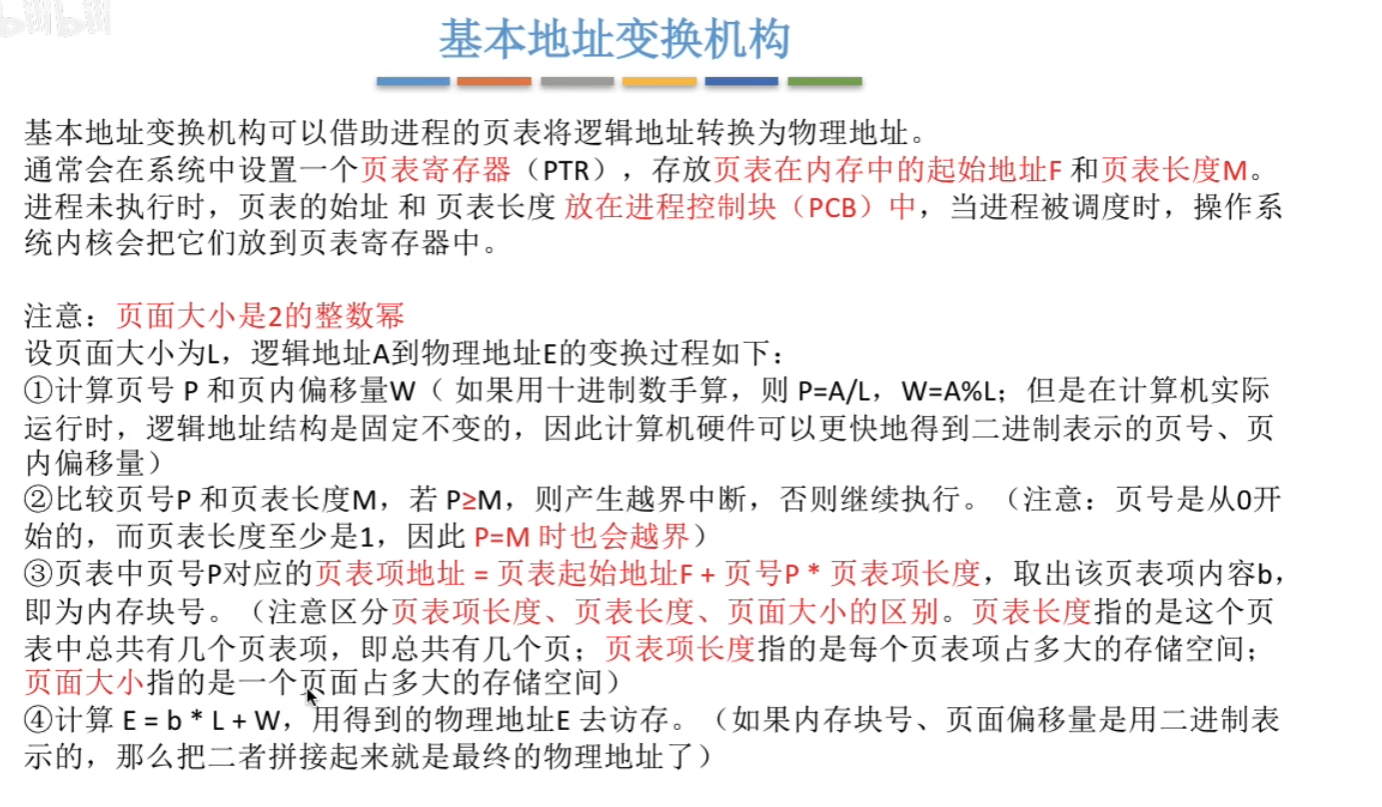 基本地址变换机构
基本地址变换机构可以借助进程的页表将逻辑地址转换为物理地址。
通常会在系统中设置一个页表寄存器（PTR），存放页表在内存中的起始地址F 和页表长度M。
进程未执行时，页表的始址 和 页表长度 放在进程控制块（PCB）中，当进程被调度时，操作系
统内核会把它们放到页表寄存器中。
注意：页面大小是2的整数幂
设页面大小为L，逻辑地址A到物理地址E的变换过程如下：
①计算页号 P 和页内偏移量W（ 如果用十进制数手算，则 P=A/L，W=A%L；但是在计算机实际
运行时，逻辑地址结构是固定不变的，因此计算机硬件可以更快地得到二进制表示的页号、页
内偏移量）
②比较页号P 和页表长度M，若 P≥M，则产生越界中断，否则继续执行。（注意：页号是从0开
始的，而页表长度至少是1，因此 P=M 时也会越界）
③页表中页号P对应的页表项地址 = 页表起始地址F + 页号P * 页表项长度，取出该页表项内容b，
即为内存块号。（注意区分页表项长度、页表长度、页面大小的区别。页表长度指的是这个页
表中总共有几个页表项，即总共有几个页；页表项长度指的是每个页表项占多大的存储空间；
页面大小指的是一个页面占多大的存储空间）
④计算 E = b * L + W，用得到的物理地址E 去访存。（如果内存块号、页面偏移量是用二进制表
示的，那么把二者拼接起来就是最终的物理地址了）